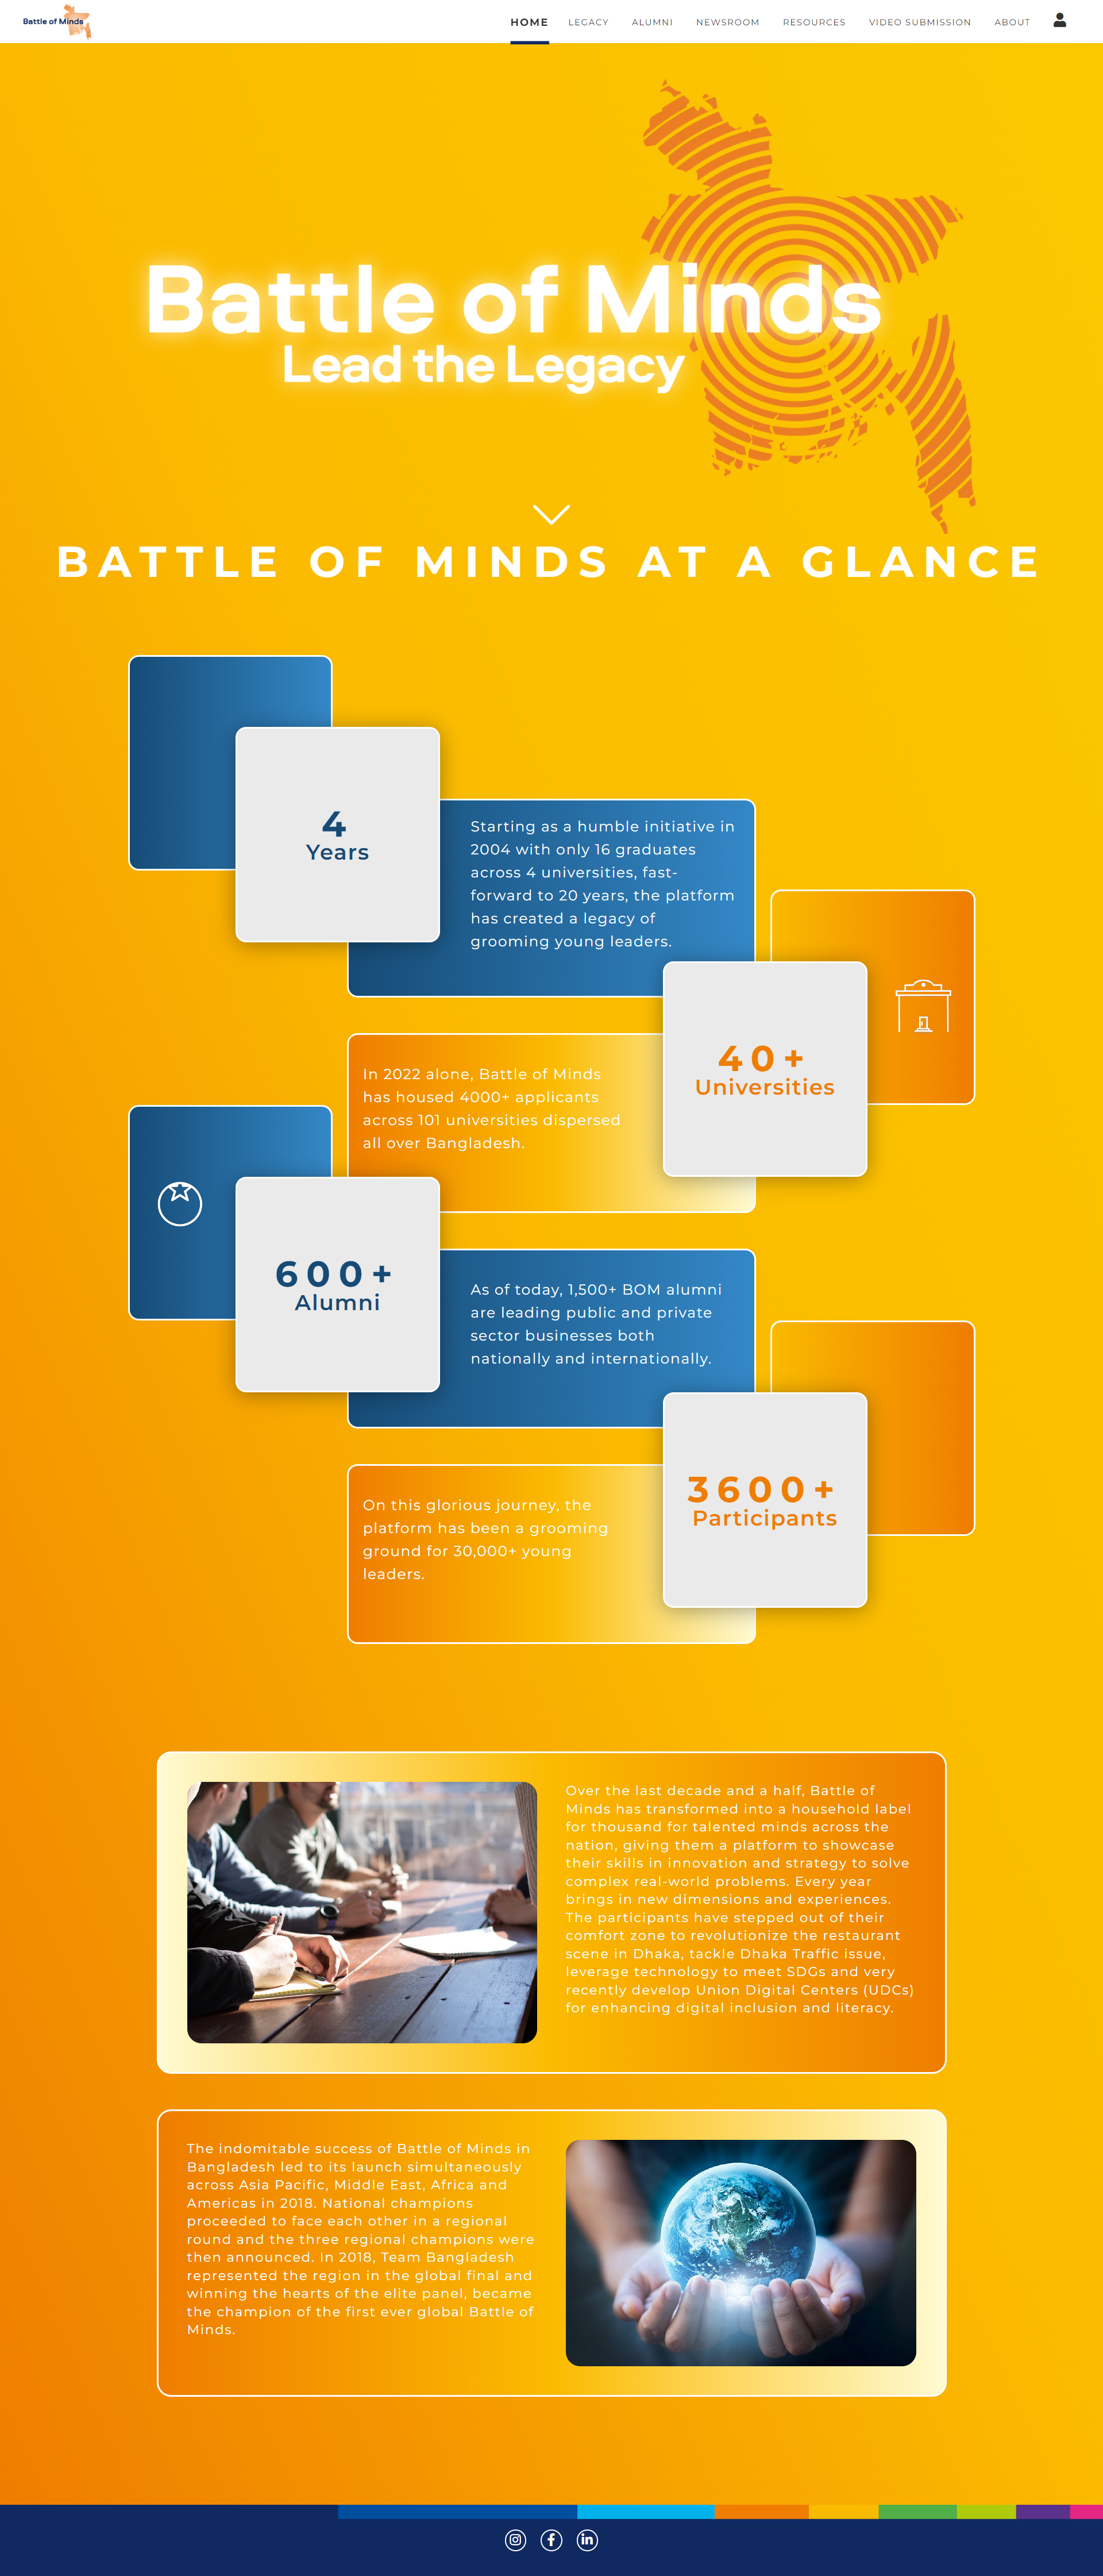 Battle of Minds
HOME
LEGACY
ALUMNI
NEWSROOM
RESOURCES
VIDEO SUBMISSION
ABOUT
Battle of Minds
Lead the Legacy
BATTLE OF MINDS AT A GLANCE
4
Years
Starting as a humble initiative in
2004 with only 16 graduates
across 4 universities, fast-
forward to 20 years, the platform
has created a legacy of
grooming young leaders.
40+
Universities
In 2022 alone, Battle of Minds
has housed 4000+ applicants
across 101 universities dispersed
all over Bangladesh.
600+
Alumni
As of today, 1,500+ BOM alumni
are leading public and private
sector businesses both
nationally and internationally.
3600+
Participants
On this glorious journey, the
platform has been a grooming
ground for 30,000+ young
leaders.
Over the last decade and a half, Battle of
Minds has transformed into a household label
for thousand for talented minds across the
nation, giving them a platform to showcase
their skills in innovation and strategy to solve
complex real-world problems. Every year
brings in new dimensions and experiences.
The participants have stepped out of their
comfort zone to revolutionize the restaurant
scene in Dhaka, tackle Dhaka Traffic issue,
leverage technology to meet SDGs and very
recently develop Union Digital Centers (UDCs)
for enhancing digital inclusion and literacy.
The indomitable success of Battle of Minds in
Bangladesh led to its launch simultaneously
across Asia Pacific, Middle East, Africa and
Americas in 2018. National champions
proceeded to face each other in a regional
round and the three regional champions were
then announced. In 2018, Team Bangladesh
represented the region in the global final and
winning the hearts of the elite panel, became
the champion of the first ever global Battle of
Minds.